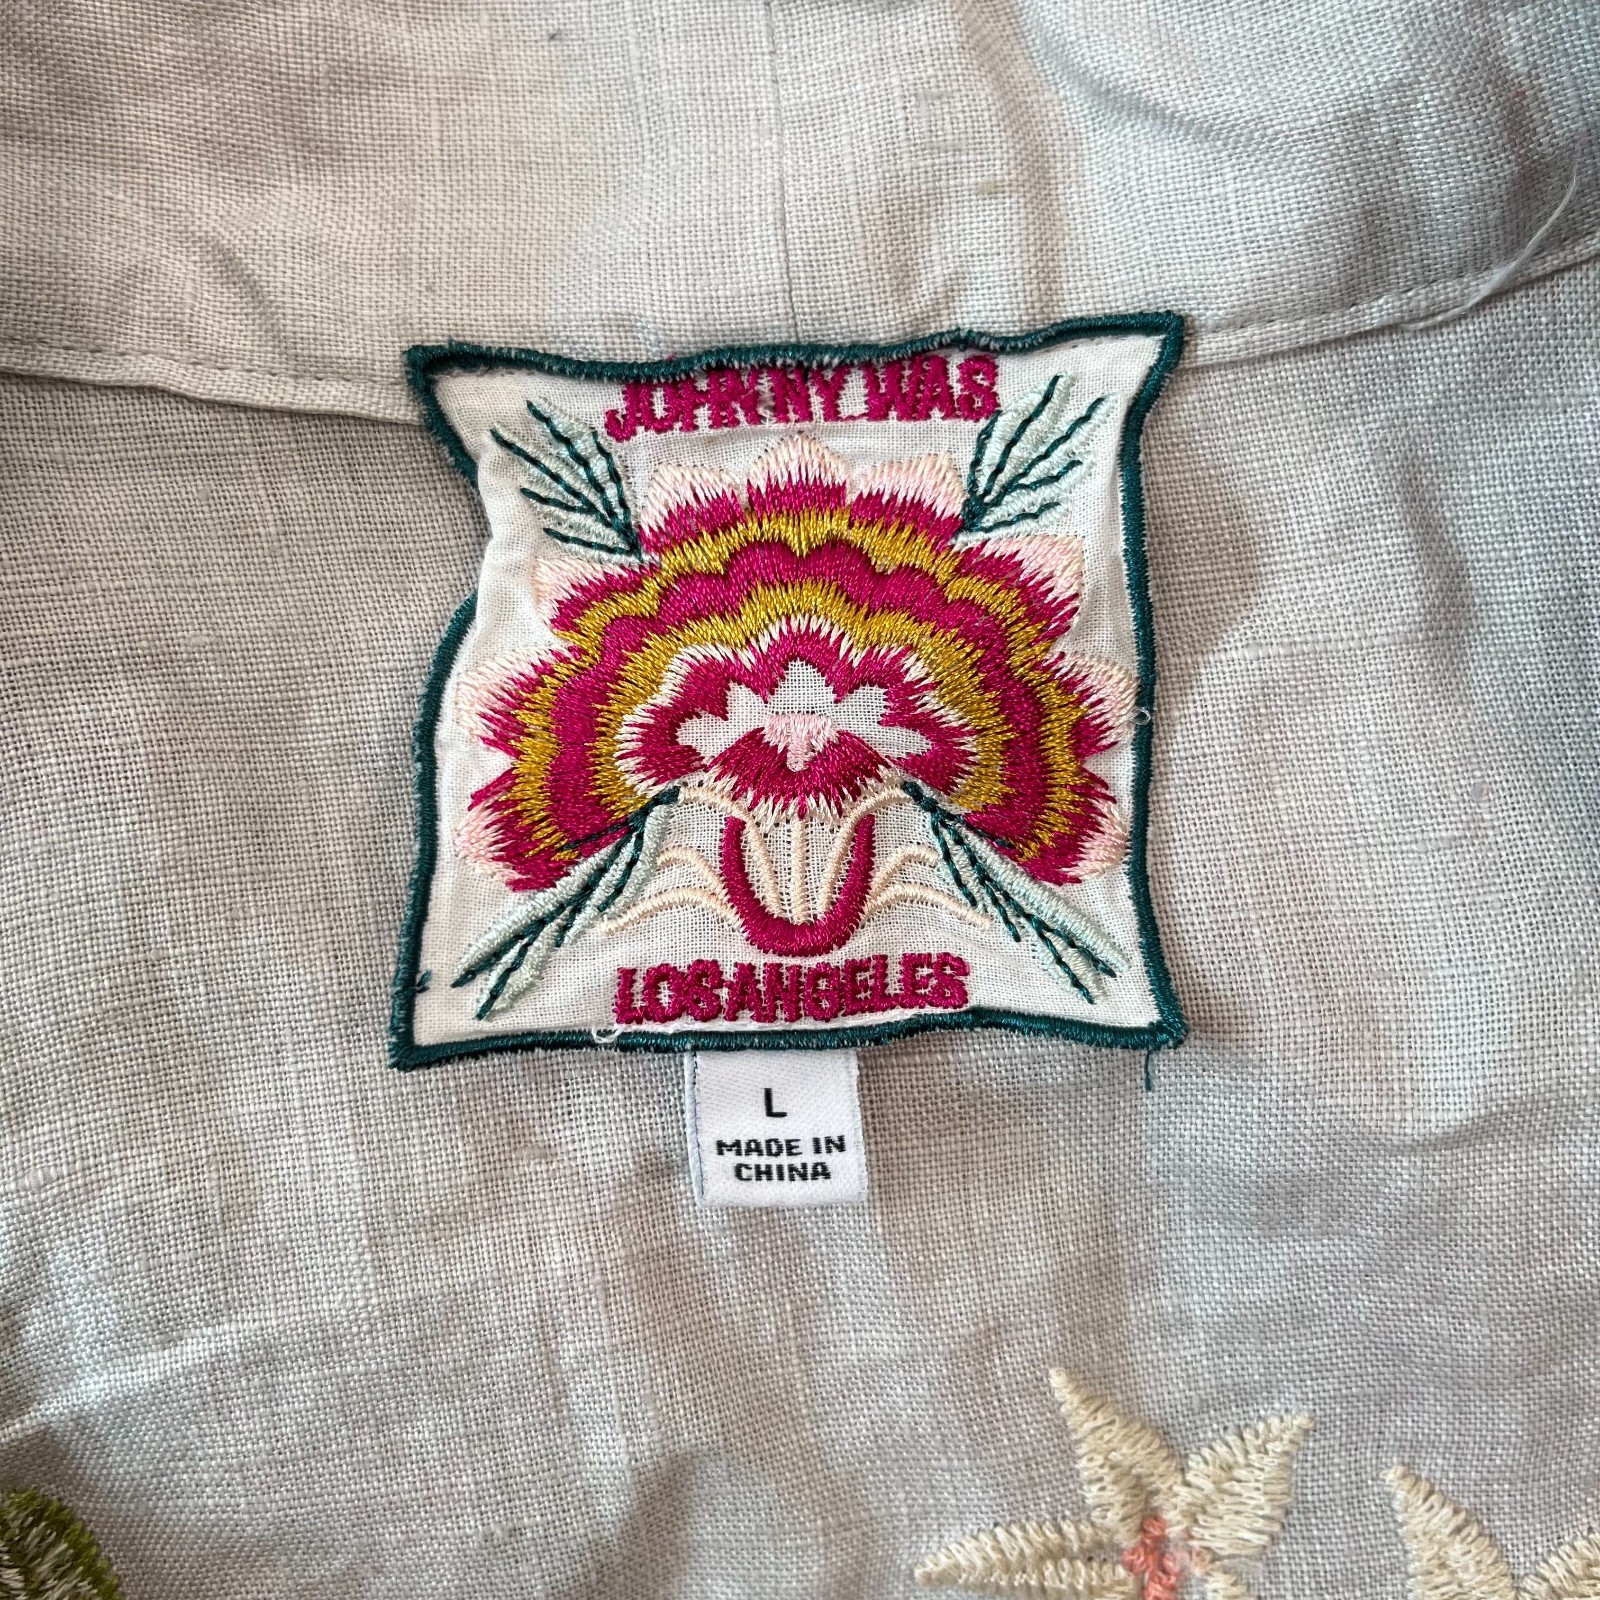 JOHNNY WAS
LOS ANGELES
L
MADE IN
CHINA